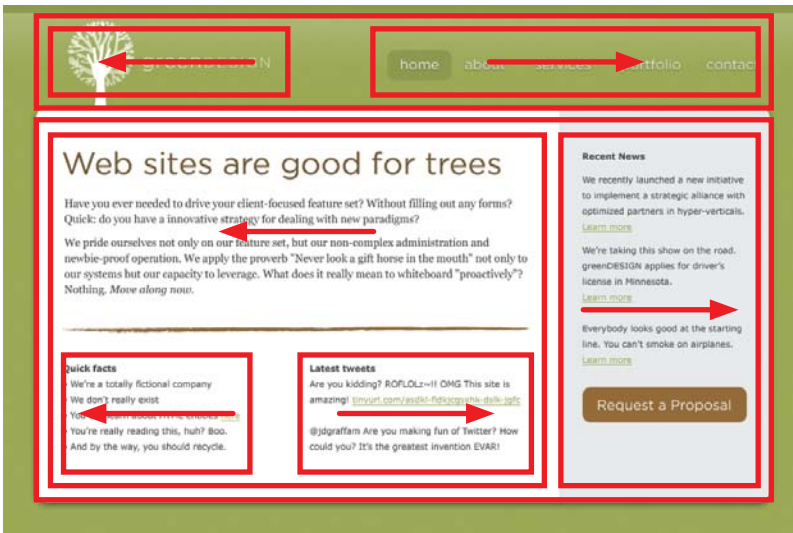 greenDESIGN
home about services portfolio contact
Web sites are good for trees
Have you ever needed to drive your client-focused feature set? Without filling out any forms?
Quick: do you have a innovative strategy for dealing with new paradigms?
We pride ourselves not only on our feature set, but our non-complex administration and
newbie-proof operation. We apply the proverb "Never look a gift horse in the mouth" not only to
our systems but our capacity to leverage. What does it really mean to whiteboard "proactively"?
Nothing. Move along now.
Quick facts
We're a totally fictional company
We don't really exist
You can learn about HTML entities here
You're really reading this, huh? Boo.
And by the way, you should recycle.
Latest tweets
Are you kidding? ROFLOLz~!! OMG This site is
amazing!
@jdgraffam Are you making fun of Twitter? How
could you? It's the greatest invention EVAR!
Recent News
We recently launched a new initiative
to implement a strategic alliance with
optimized partners in hyper-verticals.
Learn more
We're taking this show on the road.
greenDESIGN applies for driver's
license in Minnesota.
Learn more
Everybody looks good at the starting
line. You can't smoke on airplanes.
Learn more
Request a Proposal